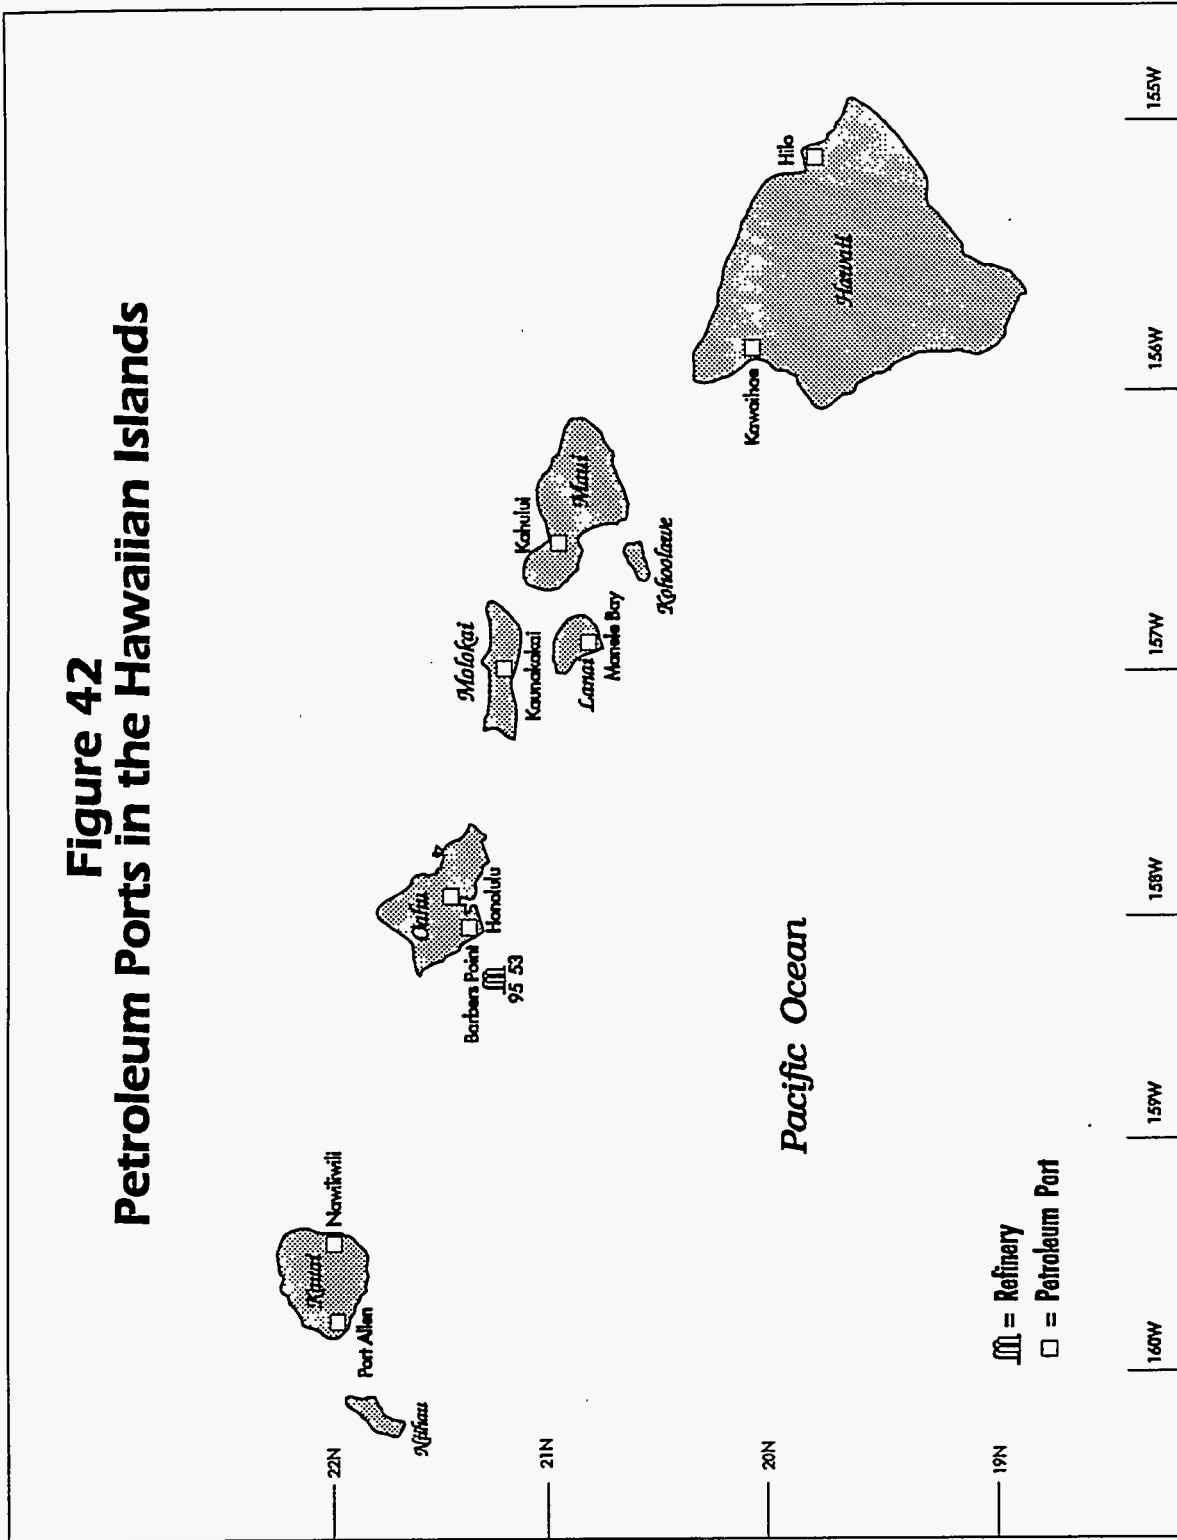 Figure 42
Petroleum Ports in the Hawaiian Islands
22N
21N
20N
19N
Niihau
Port Allen
Kauai
Nawiliwili
Barbers Point
95 53
Oahu
Honolulu
Molokai
Kaunakakai
Lanai
Manele Bay
Kahului
Maui
Kohoolawe
Kawaihae
Hawaii
Hilo
Pacific Ocean
= Refinery
= Petroleum Port
160W
159W
158W
157W
156W
155W